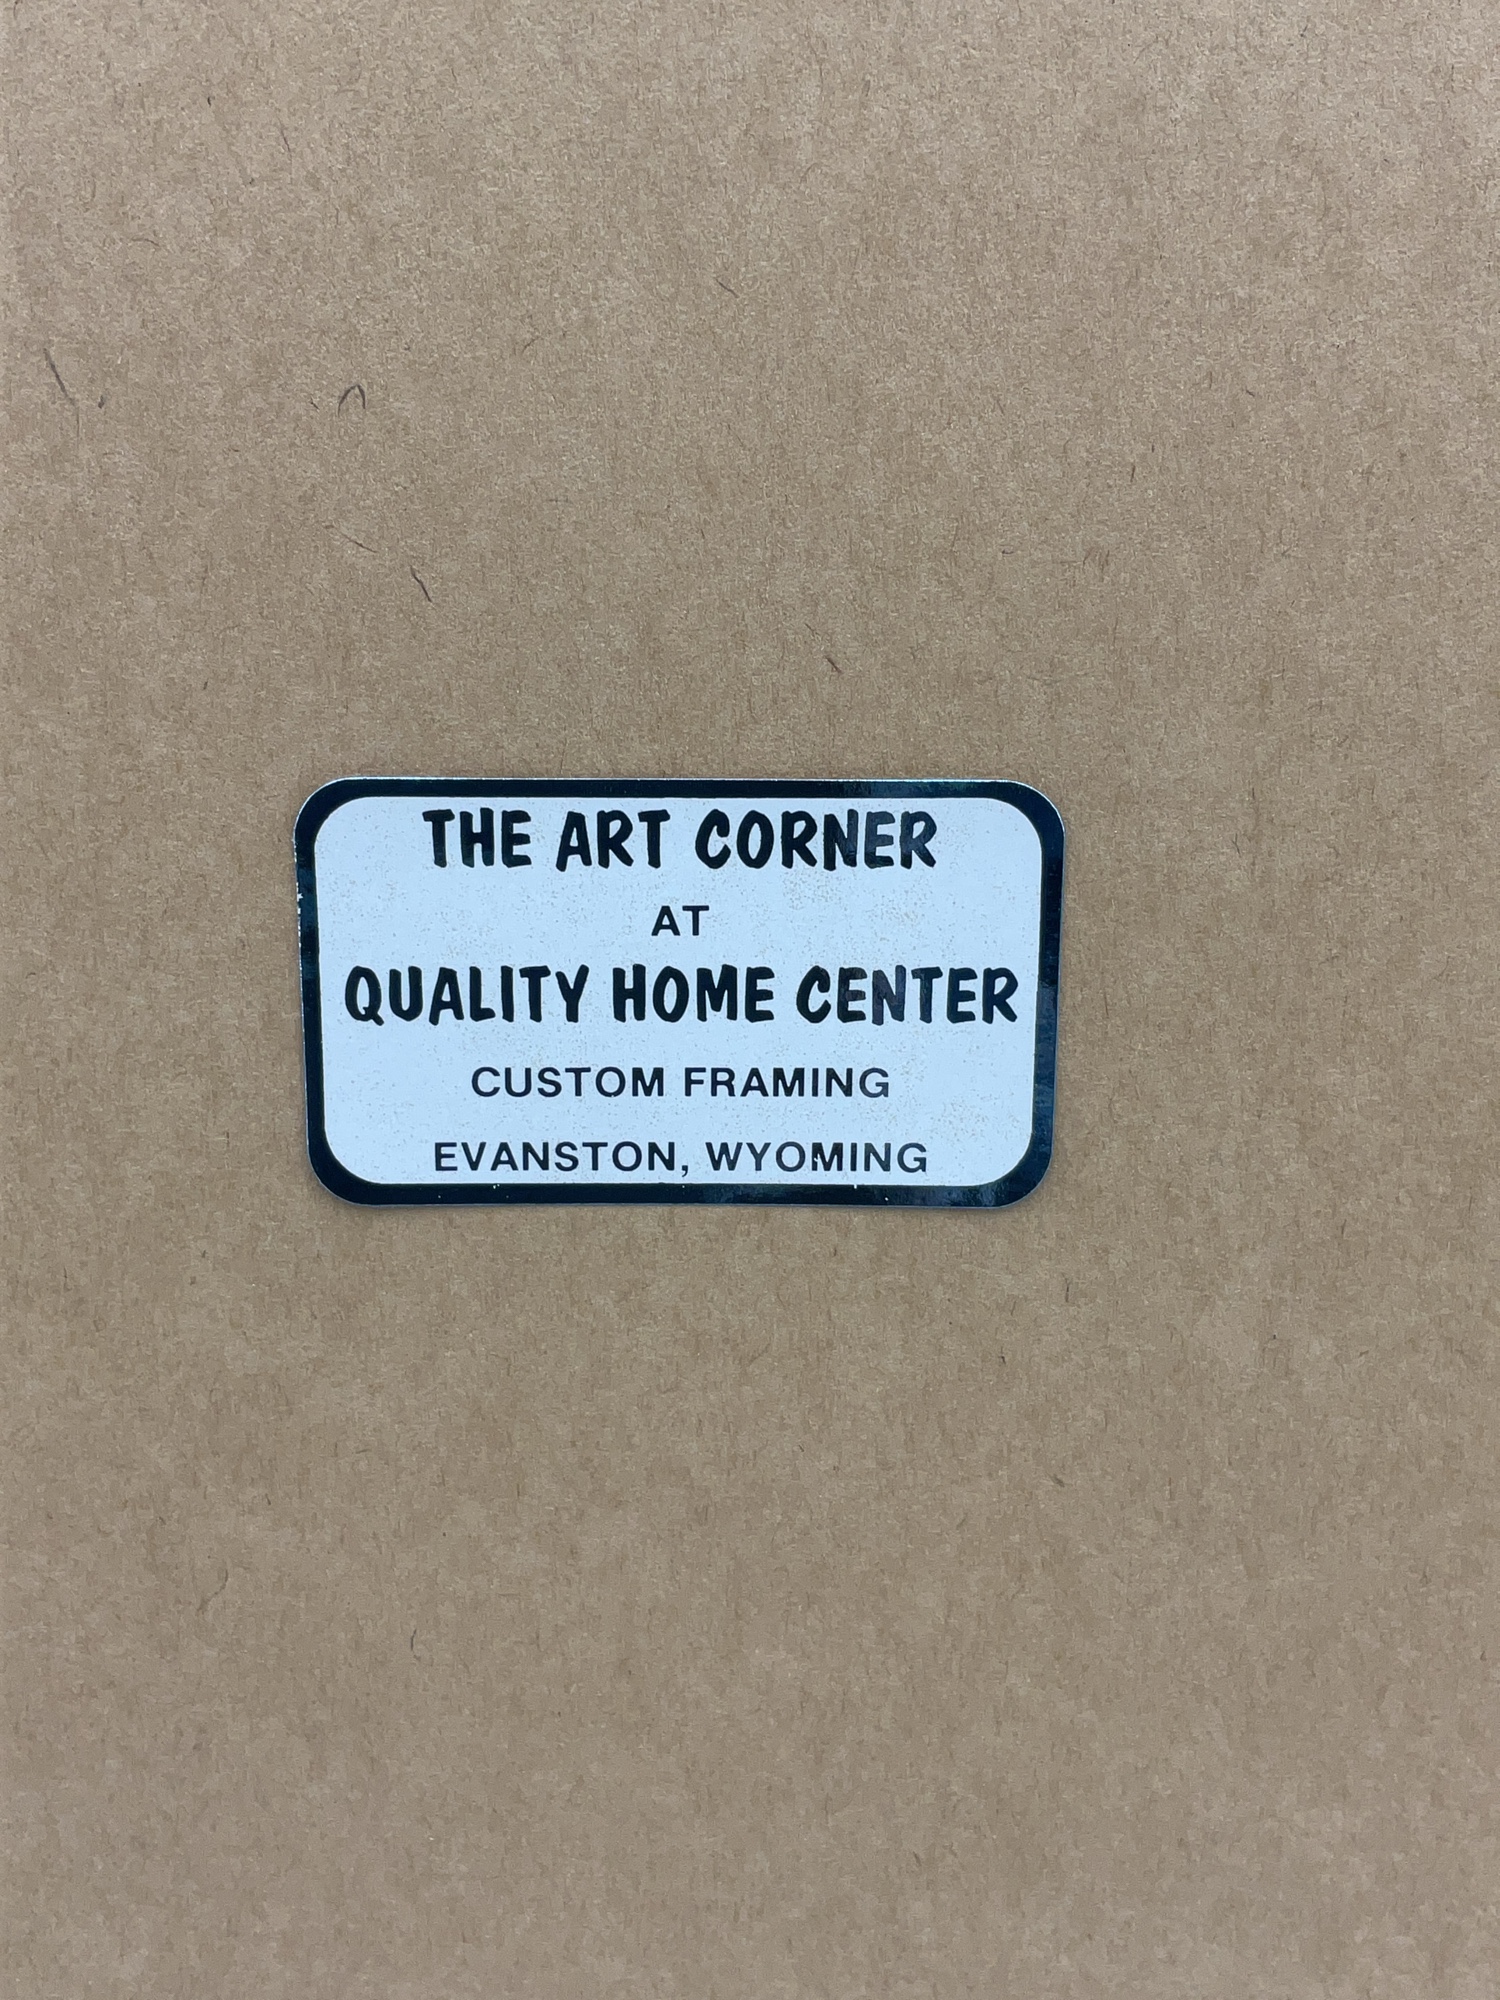 THE ART CORNER
AT
QUALITY HOME CENTER
CUSTOM FRAMING
EVANSTON, WYOMING